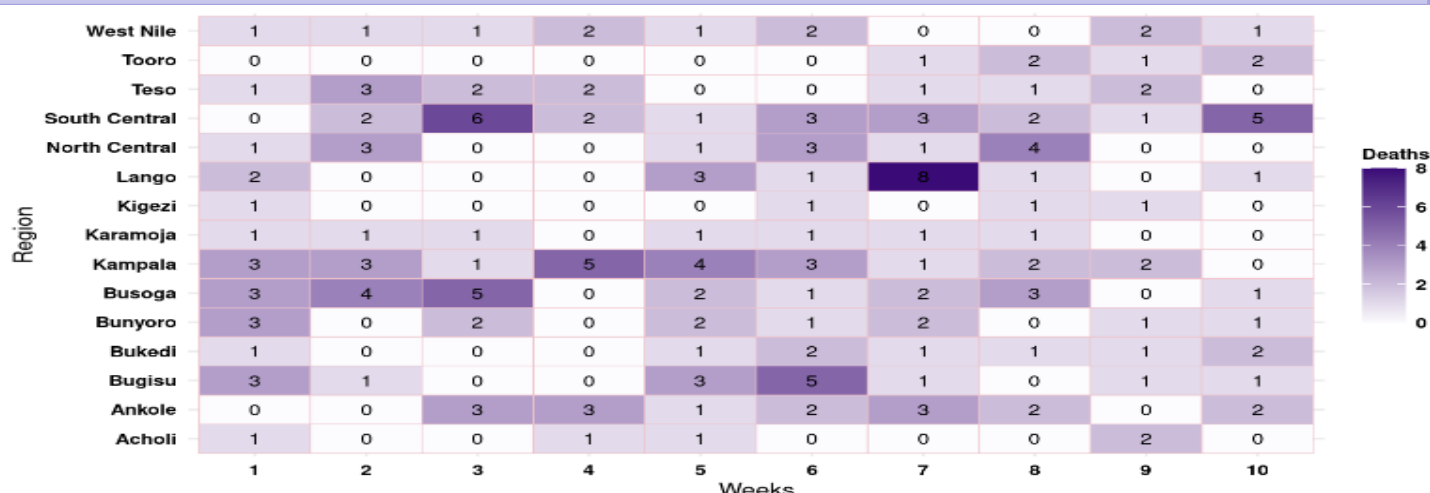 West Nile 1 1 1 2 1 2 0 0 2 1
Tooro 0 0 0 0 0 0 1 2 1 2
Teso 1 3 2 2 0 0 1 1 2 0
South Central 0 2 6 2 1 3 3 2 1 5
North Central 1 3 0 0 1 3 1 4 0 0
Lango 2 0 0 0 3 1 8 1 0 1
Kigezi 1 0 0 0 0 1 0 1 1 0
Karamoja 1 1 1 0 1 1 1 1 0 0
Kampala 3 3 1 5 4 3 1 2 2 0
Busoga 3 4 5 0 2 1 2 3 0 1
Bunyoro 3 0 2 0 2 1 2 0 1 1
Bukedi 1 0 0 0 1 2 1 1 1 2
Bugisu 3 1 0 0 3 5 1 0 1 1
Ankole 0 0 3 3 1 2 3 2 0 2
Acholi 1 0 0 1 1 0 0 0 2 0
1 2 3 4 5 6 7 8 9 10
Weeks
Region
Deaths
8
6
4
2
0